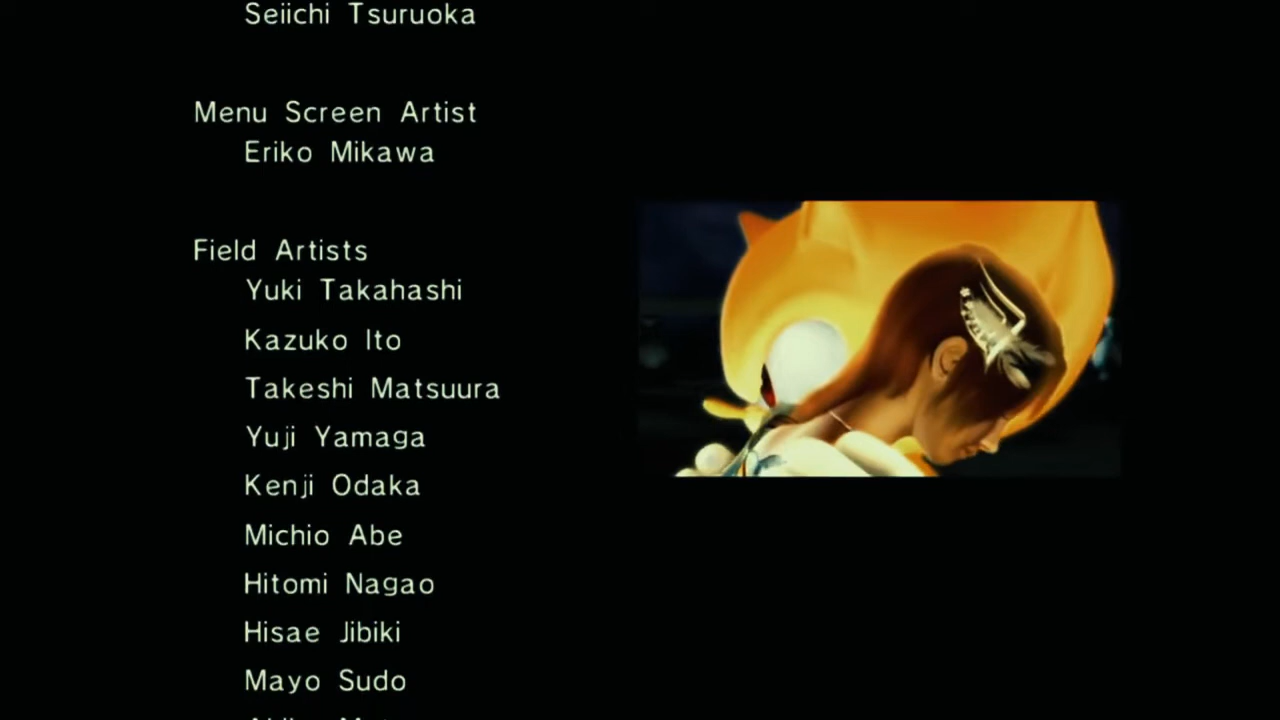 Seiichi Tsuruoka
Menu Screen Artist
Eriko Mikawa
Field Artists
Yuki Takahashi
Kazuko Ito
Takeshi Matsuura
Yuji Yamaga
Kenji Odaka
Michio Abe
Hitomi Nagao
Hisae Jibiki
Mayo Sudo